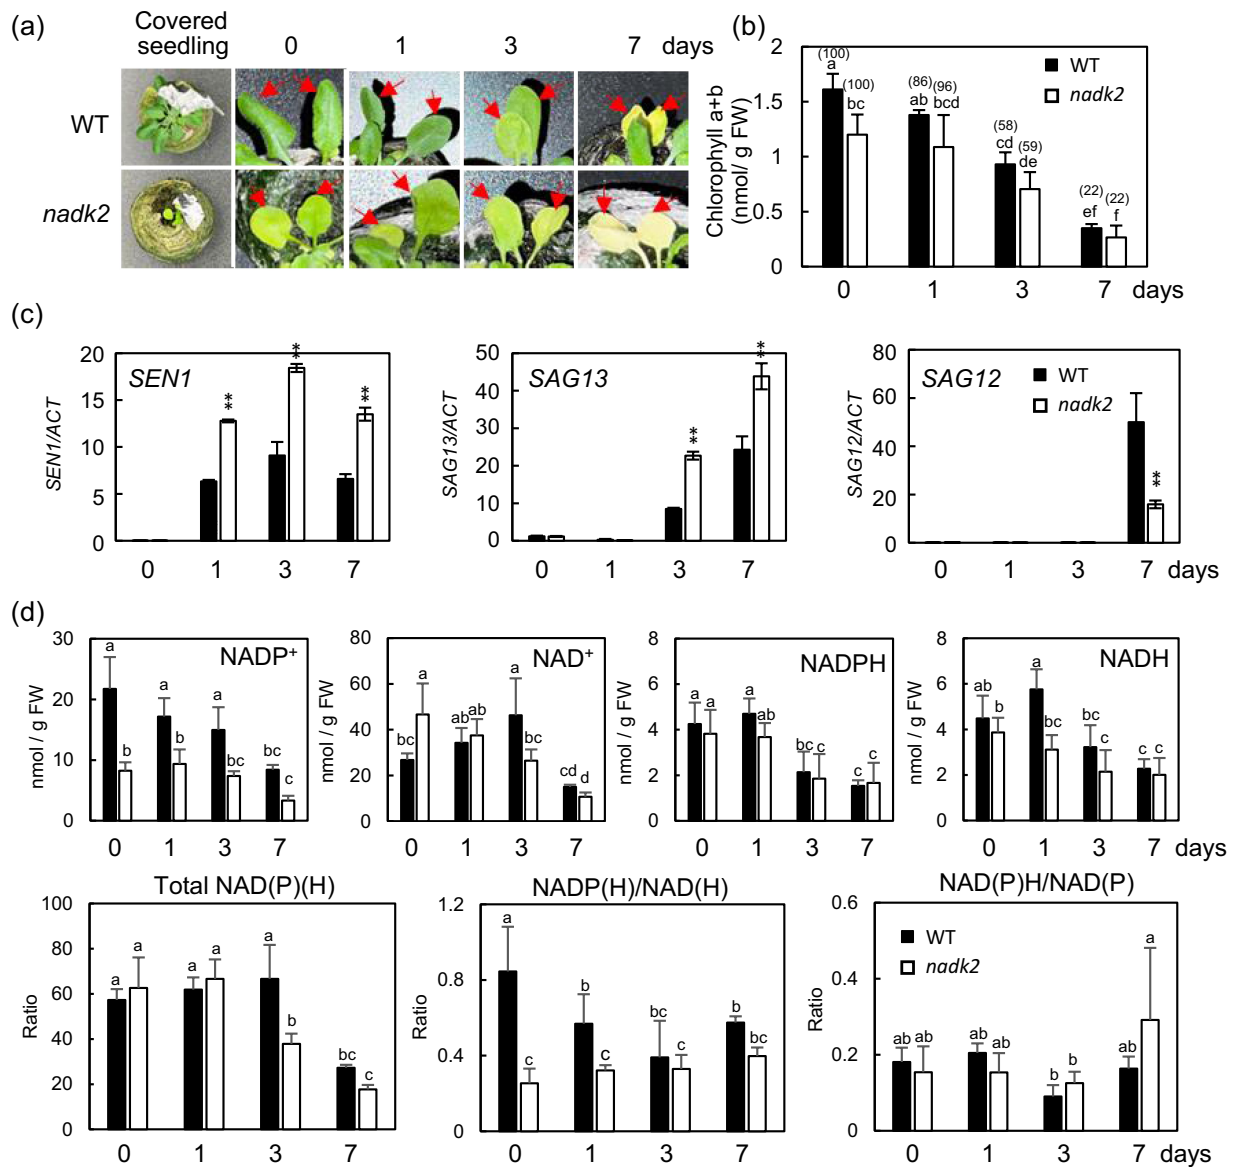 (a)
Covered
seedling
0 1 3 7 days
WT
nadk2
(b)
Chlorophyll a+b
(nmol/ g FW)
2
1.5
1
0.5
0
WT
nadk2
(100)
a
(100)
bc
(86)
ab
(96)
bcd
(58)
cd
(59)
de
(22)
ef
(22)
f
0 1 3 7 days
(c)
SEN1
SEN1/ACT
20
15
10
5
0
** ** **
0 1 3 7
SAG13
SAG13/ACT
50
40
30
20
10
0
** **
0 1 3 7
SAG12
SAG12/ACT
80
60
40
20
0
WT
nadk2
**
0 1 3 7 days
(d)
NADP+
nmol / g FW
30
20
10
0
a b a b a bc bc c
0 1 3 7
NAD+
nmol / g FW
80
60
40
20
0
bc a ab ab a bc cd d
0 1 3 7
NADPH
nmol / g FW
8
6
4
2
0
a a a ab bc c c c
0 1 3 7
NADH
nmol / g FW
8
6
4
2
0
ab b a bc bc c c c
0 1 3 7 days
Total NAD(P)(H)
Ratio
100
80
60
40
20
0
a a a a a b bc c
0 1 3 7
NADP(H)/NAD(H)
Ratio
1.2
0.8
0.4
0
a c b c bc c b bc
0 1 3 7
NAD(P)H/NAD(P)
Ratio
0.6
0.4
0.2
0
WT
nadk2
ab ab ab ab b b ab a
0 1 3 7 days